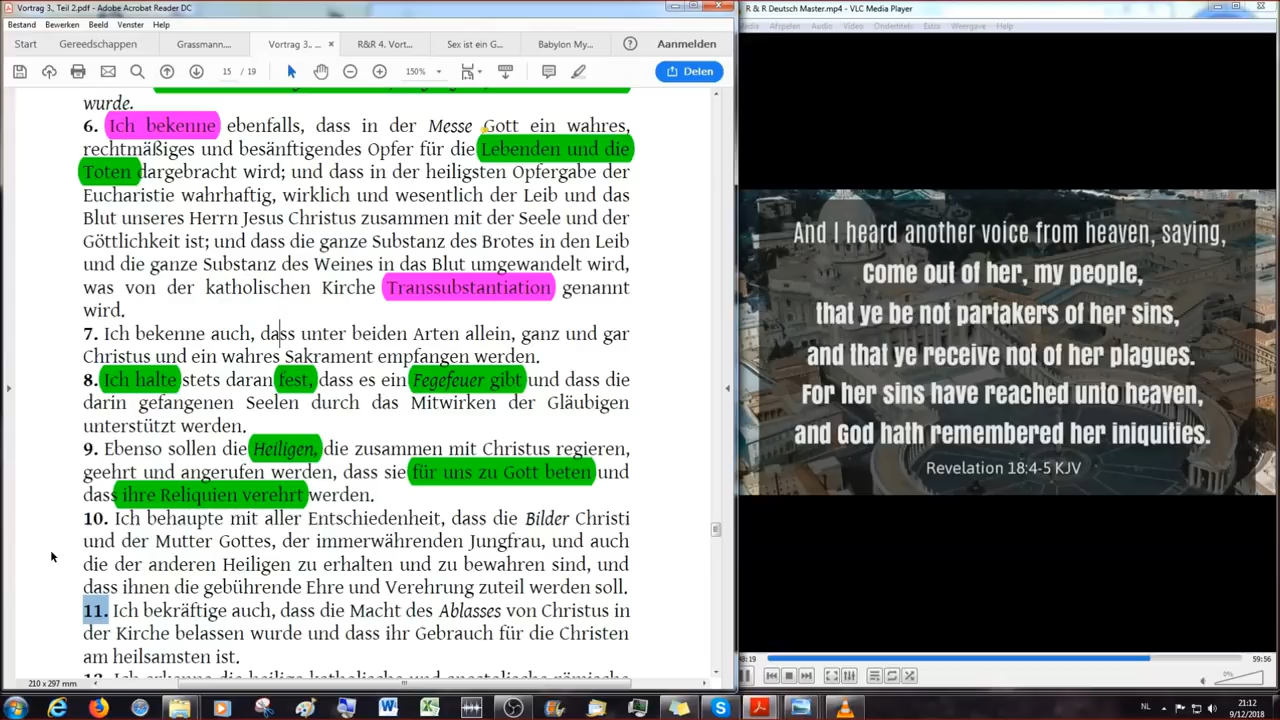 Vortrag 3., Teil 2.pdf - Adobe Acrobat Reader DC
Bestand Bewerken Beeld Venster Help
Start Gereedschappen Grassmann.... Vortrag 3.. ... × R&R 4. Vort... Sex ist ein G... Babylon My... Aanmelden
15 / 19 150% Delen
wurde.
6. Ich bekenne ebenfalls, dass in der Messe Gott ein wahres,
rechtmäßiges und besänftigendes Opfer für die Lebenden und die
Toten dargebracht wird; und dass in der heiligsten Opfergabe der
Eucharistie wahrhaftig, wirklich und wesentlich der Leib und das
Blut unseres Herrn Jesus Christus zusammen mit der Seele und der
Göttlichkeit ist; und dass die ganze Substanz des Brotes in den Leib
und die ganze Substanz des Weines in das Blut umgewandelt wird,
was von der katholischen Kirche Transsubstantiation genannt
wird.
7. Ich bekenne auch, dass unter beiden Arten allein, ganz und gar
Christus und ein wahres Sakrament empfangen werden.
8. Ich halte stets daran fest, dass es ein Fegefeuer gibt und dass die
darin gefangenen Seelen durch das Mitwirken der Gläubigen
unterstützt werden.
9. Ebenso sollen die Heiligen, die zusammen mit Christus regieren,
geehrt und angerufen werden, dass sie für uns zu Gott beten und
dass ihre Reliquien verehrt werden.
10. Ich behaupte mit aller Entschiedenheit, dass die Bilder Christi
und der Mutter Gottes, der immerwährenden Jungfrau, und auch
die der anderen Heiligen zu erhalten und zu bewahren sind, und
dass ihnen die gebührende Ehre und Verehrung zuteil werden soll.
11. Ich bekräftige auch, dass die Macht des Ablasses von Christus in
der Kirche belassen wurde und dass ihr Gebrauch für die Christen
am heilsamsten ist.
210 x 297 mm
R & R Deutsch Master.mp4 - VLC Media Player
Media Afspelen Audio Video Ondertiteling Extra Weergave Help
And I heard another voice from heaven, saying,
Come out of her, my people,
that ye be not partakers of her sins,
and that ye receive not of her plagues.
For her sins have reached unto heaven,
and God hath remembered her iniquities.
Revelation 18:4-5 KJV
59:56
0%
NL
21:12
9/12/2018